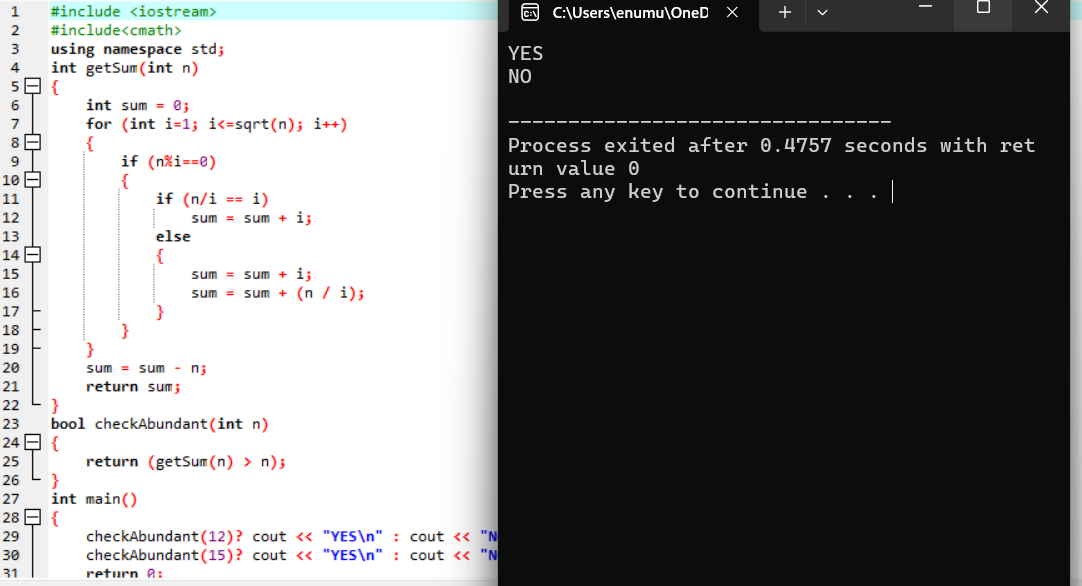 1 #include <iostream>
2 #include<cmath>
3 using namespace std;
4 int getSum(int n)
5 {
6 int sum = 0;
7 for (int i=1; i<=sqrt(n); i++)
8 {
9 if (n%i==0)
10 {
11 if (n/i == i)
12 sum = sum + i;
13 else
14 {
15 sum = sum + i;
16 sum = sum + (n / i);
17 }
18 }
19 }
20 sum = sum - n;
21 return sum;
22 }
23 bool checkAbundant(int n)
24 {
25 return (getSum(n) > n);
26 }
27 int main()
28 {
29 checkAbundant(12)? cout << "YES\n" : cout << "N
30 checkAbundant(15)? cout << "YES\n" : cout << "N
31 return 0;
C:\Users\enumu\OneD
YES
NO
--------------------------------
Process exited after 0.4757 seconds with ret
urn value 0
Press any key to continue . . .